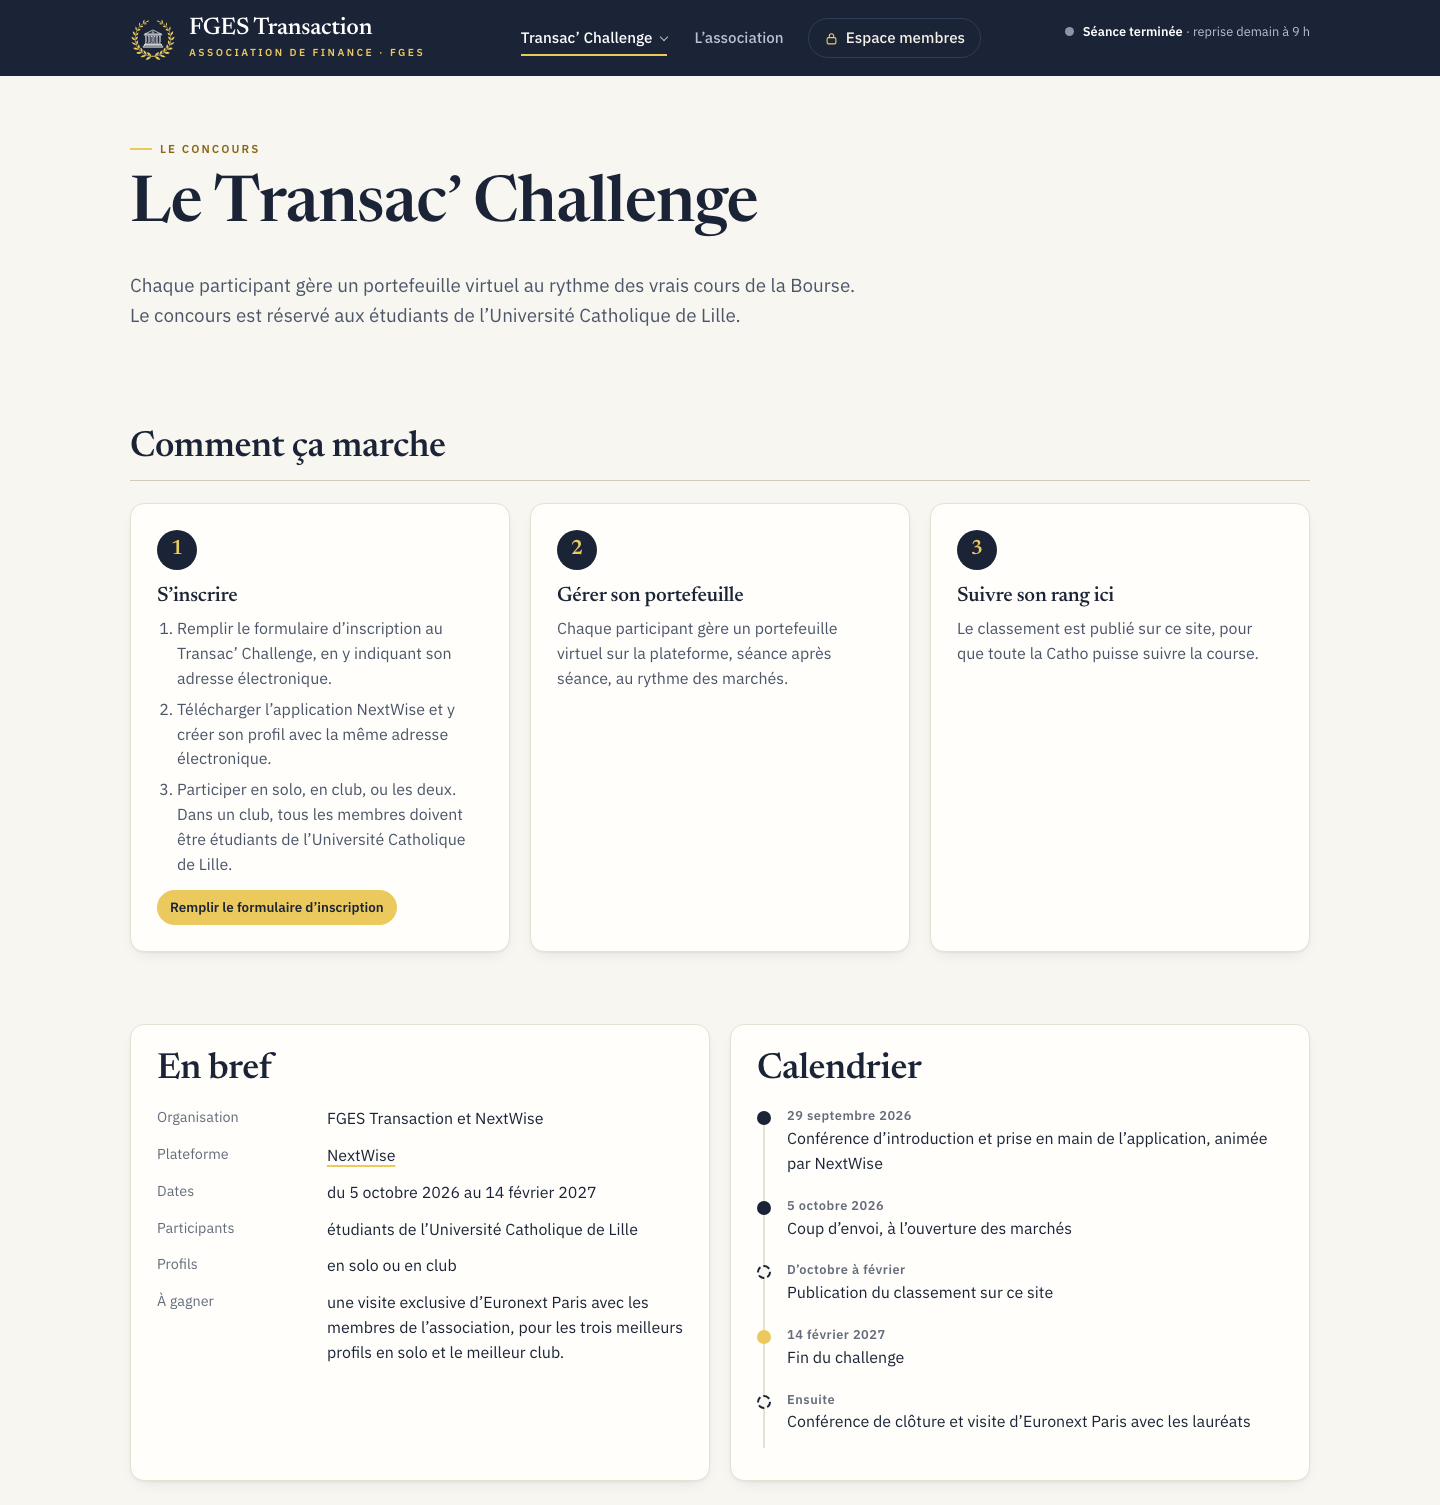 FGES Transaction
ASSOCIATION DE FINANCE · FGES
Transac’ Challenge
L’association
Espace membres
Séance terminée · reprise demain à 9 h
LE CONCOURS
Le Transac’ Challenge
Chaque participant gère un portefeuille virtuel au rythme des vrais cours de la Bourse.
Le concours est réservé aux étudiants de l’Université Catholique de Lille.
Comment ça marche
1
S’inscrire
1. Remplir le formulaire d’inscription au
Transac’ Challenge, en y indiquant son
adresse électronique.
2. Télécharger l’application NextWise et y
créer son profil avec la même adresse
électronique.
3. Participer en solo, en club, ou les deux.
Dans un club, tous les membres doivent
être étudiants de l’Université Catholique
de Lille.
Remplir le formulaire d’inscription
2
Gérer son portefeuille
Chaque participant gère un portefeuille
virtuel sur la plateforme, séance après
séance, au rythme des marchés.
3
Suivre son rang ici
Le classement est publié sur ce site, pour
que toute la Catho puisse suivre la course.
En bref
Organisation
FGES Transaction et NextWise
Plateforme
NextWise
Dates
du 5 octobre 2026 au 14 février 2027
Participants
étudiants de l’Université Catholique de Lille
Profils
en solo ou en club
À gagner
une visite exclusive d’Euronext Paris avec les
membres de l’association, pour les trois meilleurs
profils en solo et le meilleur club.
Calendrier
29 septembre 2026
Conférence d’introduction et prise en main de l’application, animée
par NextWise
5 octobre 2026
Coup d’envoi, à l’ouverture des marchés
D’octobre à février
Publication du classement sur ce site
14 février 2027
Fin du challenge
Ensuite
Conférence de clôture et visite d’Euronext Paris avec les lauréats